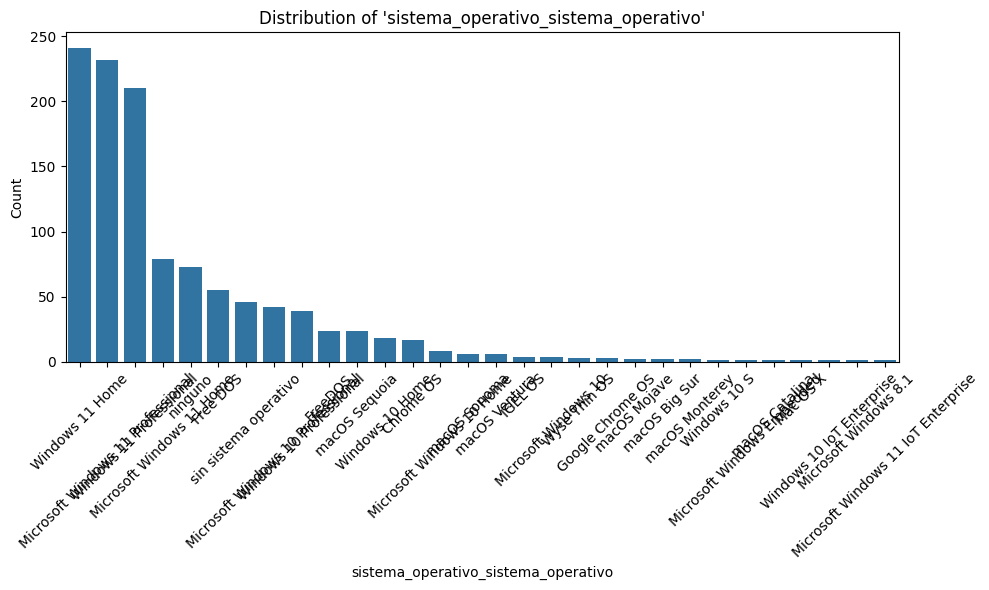 Distribution of 'sistema_operativo_sistema_operativo'
Count
250
200
150
100
50
0
Windows 11 Home
Microsoft Windows 11 Professional
Windows 11 Professional
Microsoft Windows 11 Home
ninguno
Free DOS
sin sistema operativo
Microsoft Windows 10 Professional
Windows 10 Professional
FreeDOS
macOS Sequoia
Windows 10 Home
Chrome OS
Microsoft Windows 10 Home
macOS Sonoma
macOS Ventura
IGEL OS
Microsoft Windows 10
Wyse Thin OS
Google Chrome OS
macOS Mojave
macOS Big Sur
macOS Monterey
Windows 10 S
Microsoft Windows
macOS Catalina
Mac OS X
Windows 10 IoT Enterprise
Microsoft Windows 8.1
Microsoft Windows 11 IoT Enterprise
sistema_operativo_sistema_operativo